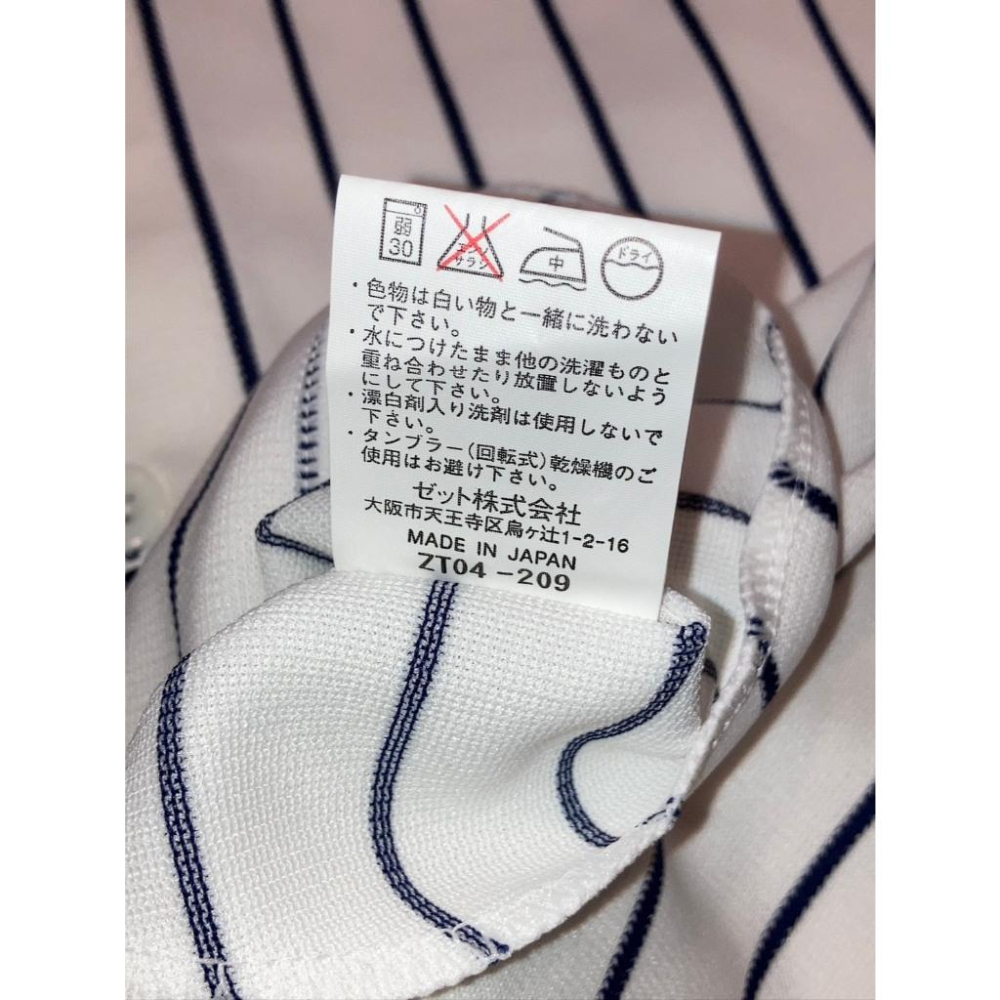 弱
30
エンソ
サラシ
中
ドライ
・色物は白い物と一緒に洗わない
で下さい。
・水につけたまま他の洗濯ものと
重ね合わせたり放置しないよう
にして下さい。
・漂白剤入り洗剤は使用しないで
下さい。
・タンブラー(回転式)乾燥機のご
使用はお避け下さい。
ゼット株式会社
大阪市天王寺区烏ヶ辻1-2-16
MADE IN JAPAN
ZT04-209